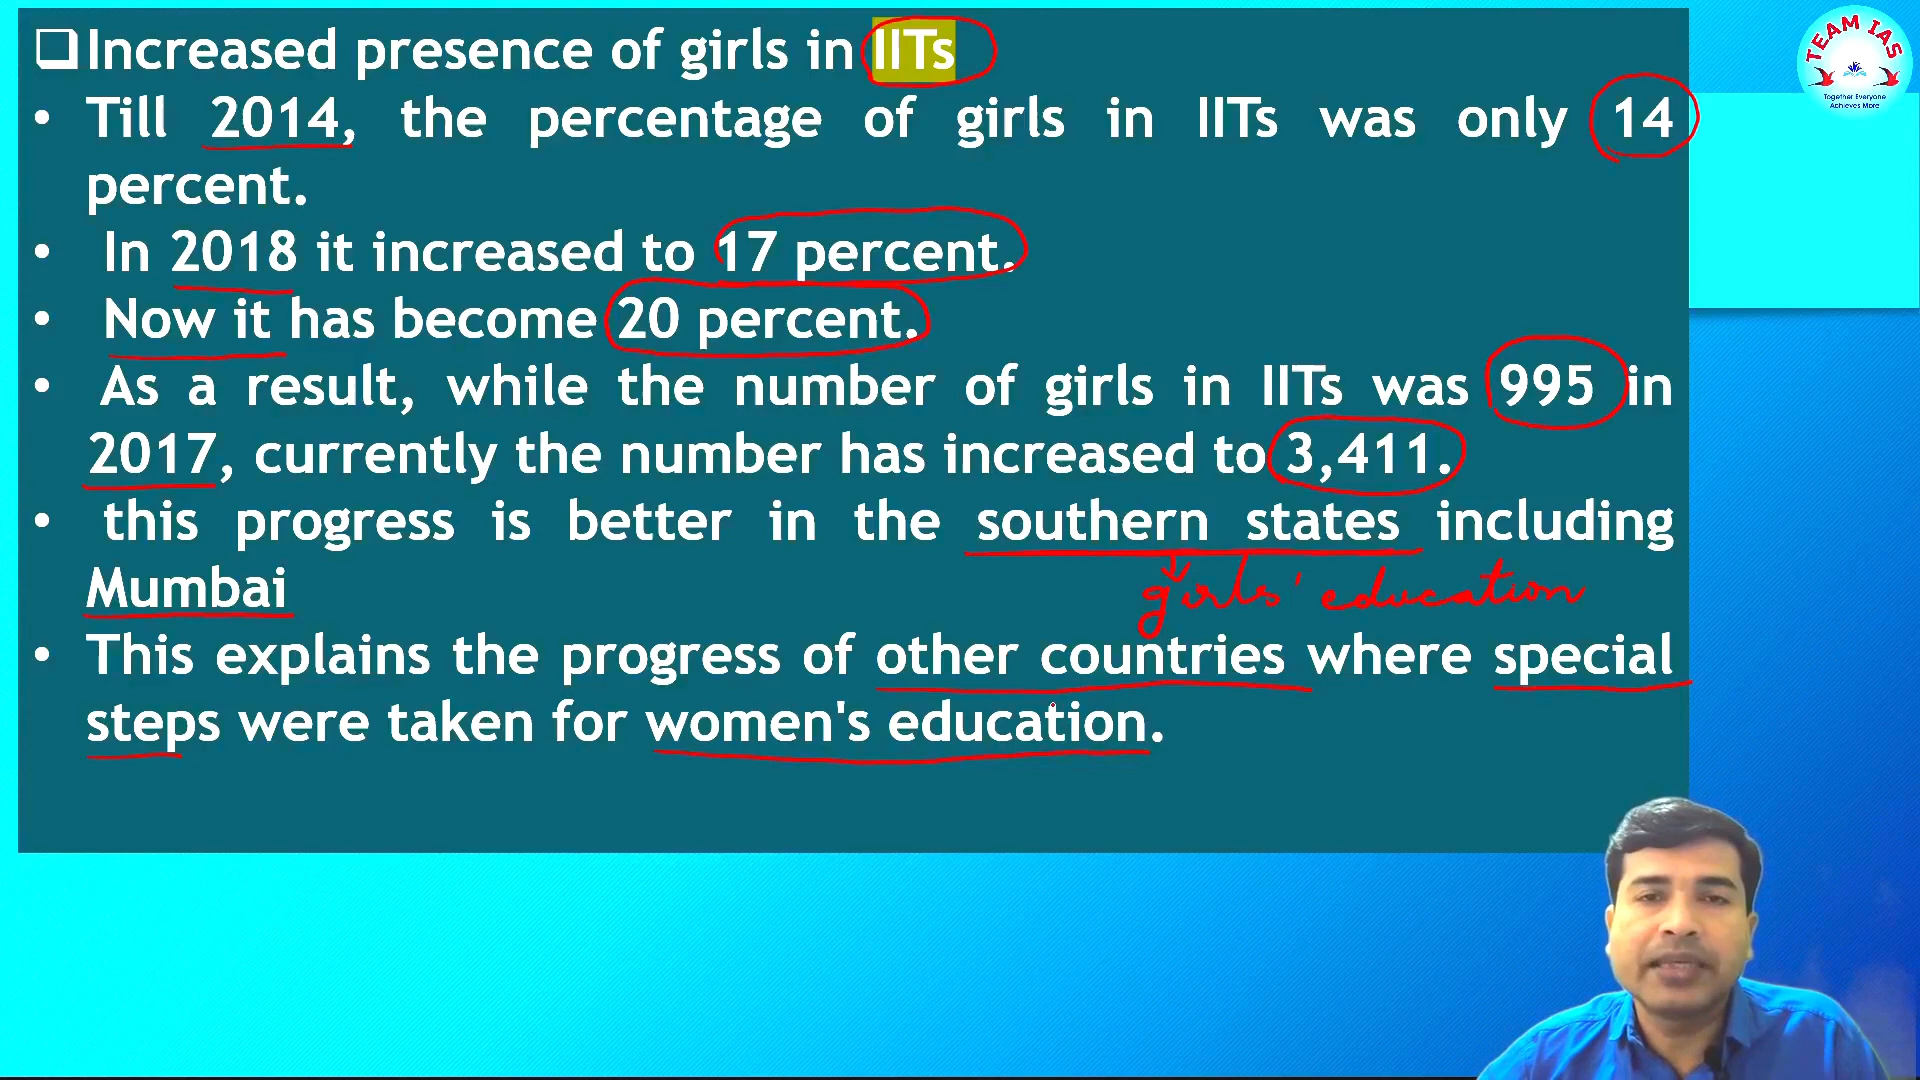 Increased presence of girls in IITs
• Till 2014, the percentage of girls in IITs was only 14
percent.
• In 2018 it increased to 17 percent.
• Now it has become 20 percent.
• As a result, while the number of girls in IITs was 995 in
2017, currently the number has increased to 3,411.
• this progress is better in the southern states including
Mumbai
girls' education
• This explains the progress of other countries where special
steps were taken for women's education.
TEAM IAS
Together Everyone
Achieves More